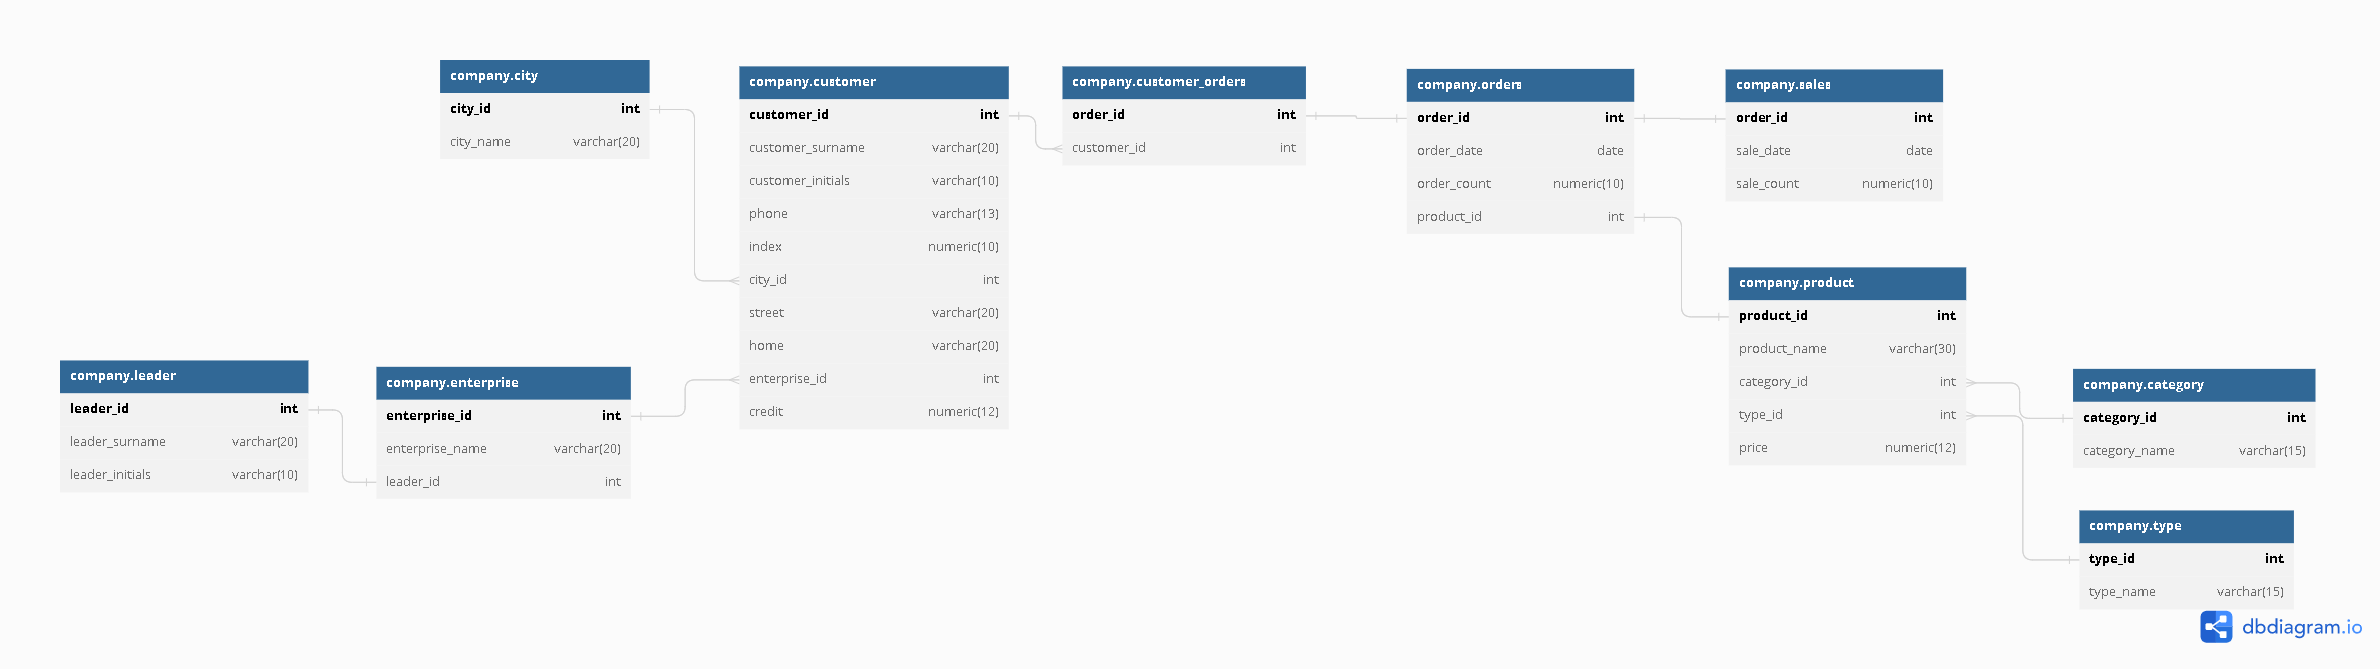 company.city
city_id int
city_name varchar(20)
company.customer
customer_id int
customer_surname varchar(20)
customer_initials varchar(10)
phone varchar(13)
index numeric(10)
city_id int
street varchar(20)
home varchar(20)
enterprise_id int
credit numeric(12)
company.customer_orders
order_id int
customer_id int
company.orders
order_id int
order_date date
order_count numeric(10)
product_id int
company.sales
order_id int
sale_date date
sale_count numeric(10)
company.leader
leader_id int
leader_surname varchar(20)
leader_initials varchar(10)
company.enterprise
enterprise_id int
enterprise_name varchar(20)
leader_id int
company.product
product_id int
product_name varchar(30)
category_id int
type_id int
price numeric(12)
company.category
category_id int
category_name varchar(15)
company.type
type_id int
type_name varchar(15)
dbdiagram.io